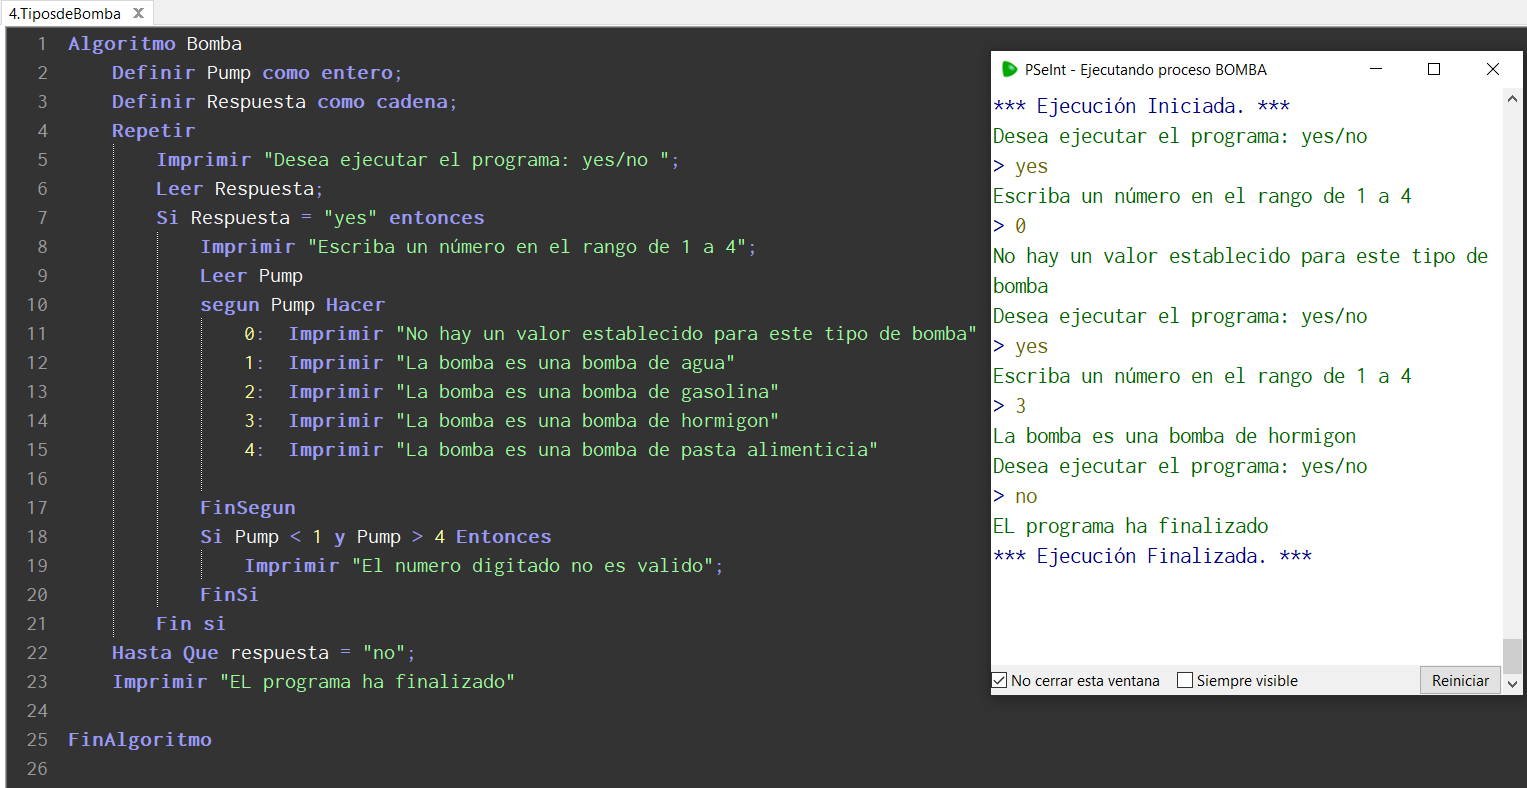 4.TiposdeBomba
1 Algoritmo Bomba
2 Definir Pump como entero;
3 Definir Respuesta como cadena;
4 Repetir
5 Imprimir "Desea ejecutar el programa: yes/no ";
6 Leer Respuesta;
7 Si Respuesta = "yes" entonces
8 Imprimir "Escriba un número en el rango de 1 a 4";
9 Leer Pump
10 segun Pump Hacer
11 0: Imprimir "No hay un valor establecido para este tipo de bomba"
12 1: Imprimir "La bomba es una bomba de agua"
13 2: Imprimir "La bomba es una bomba de gasolina"
14 3: Imprimir "La bomba es una bomba de hormigon"
15 4: Imprimir "La bomba es una bomba de pasta alimenticia"
16
17 FinSegun
18 Si Pump < 1 y Pump > 4 Entonces
19 Imprimir "El numero digitado no es valido";
20 FinSi
21 Fin si
22 Hasta Que respuesta = "no";
23 Imprimir "EL programa ha finalizado"
24
25 FinAlgoritmo
26
PSeInt - Ejecutando proceso BOMBA
*** Ejecución Iniciada. ***
Desea ejecutar el programa: yes/no
> yes
Escriba un número en el rango de 1 a 4
> 0
No hay un valor establecido para este tipo de
bomba
Desea ejecutar el programa: yes/no
> yes
Escriba un número en el rango de 1 a 4
> 3
La bomba es una bomba de hormigon
Desea ejecutar el programa: yes/no
> no
EL programa ha finalizado
*** Ejecución Finalizada. ***
No cerrar esta ventana Siempre visible Reiniciar